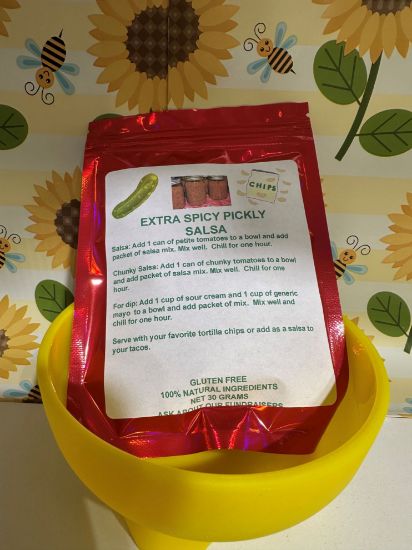 CHIPS
EXTRA SPICY PICKLY
SALSA
Salsa: Add 1 can of petite tomatoes to a bowl and add
packet of salsa mix. Mix well. Chill for one hour.
Chunky Salsa: Add 1 can of chunky tomatoes to a bowl
and add packet of salsa mix. Mix well. Chill for one
hour.
For dip: Add 1 cup of sour cream and 1 cup of generic
mayo to a bowl and add packet of mix. Mix well and
chill for one hour.
Serve with your favorite tortilla chips or add as a salsa to
your tacos.
GLUTEN FREE
100% NATURAL INGREDIENTS
NET 30 GRAMS
ASK ABOUT OUR FUNDRAISERS